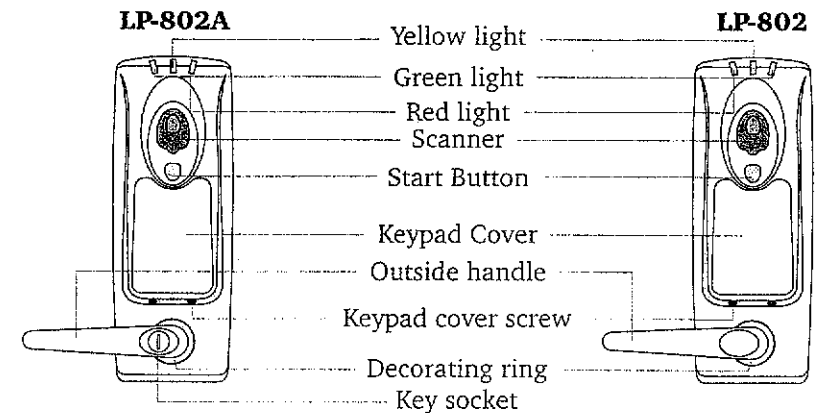 LP-802A
LP-802
Yellow light
Green light
Red light
Scanner
Start Button
Keypad Cover
Outside handle
Keypad cover screw
Decorating ring
Key socket